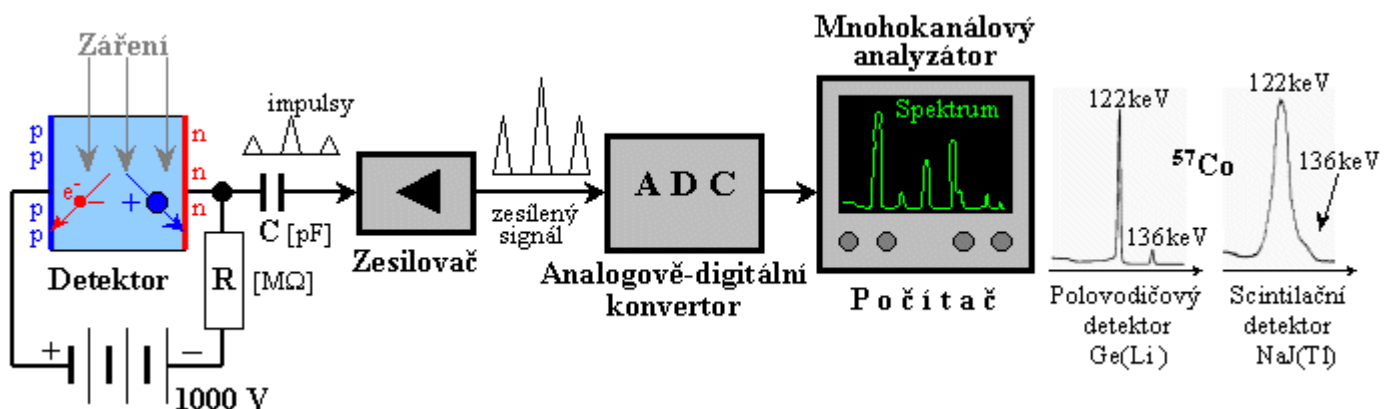 Záření
p
p
p
p
n
n
n
e-
−
+
Detektor
R
[MΩ]
+
−
1000 V
impulsy
C [pF]
Zesilovač
zesílený
signál
A D C
Analogově-digitální
konvertor
Mnohokanálový
analyzátor
Spektrum
P o č í t a č
122keV
136keV
Polovodičový
detektor
Ge(Li)
57Co
122keV
136keV
Scintilační
detektor
NaJ(Tl)